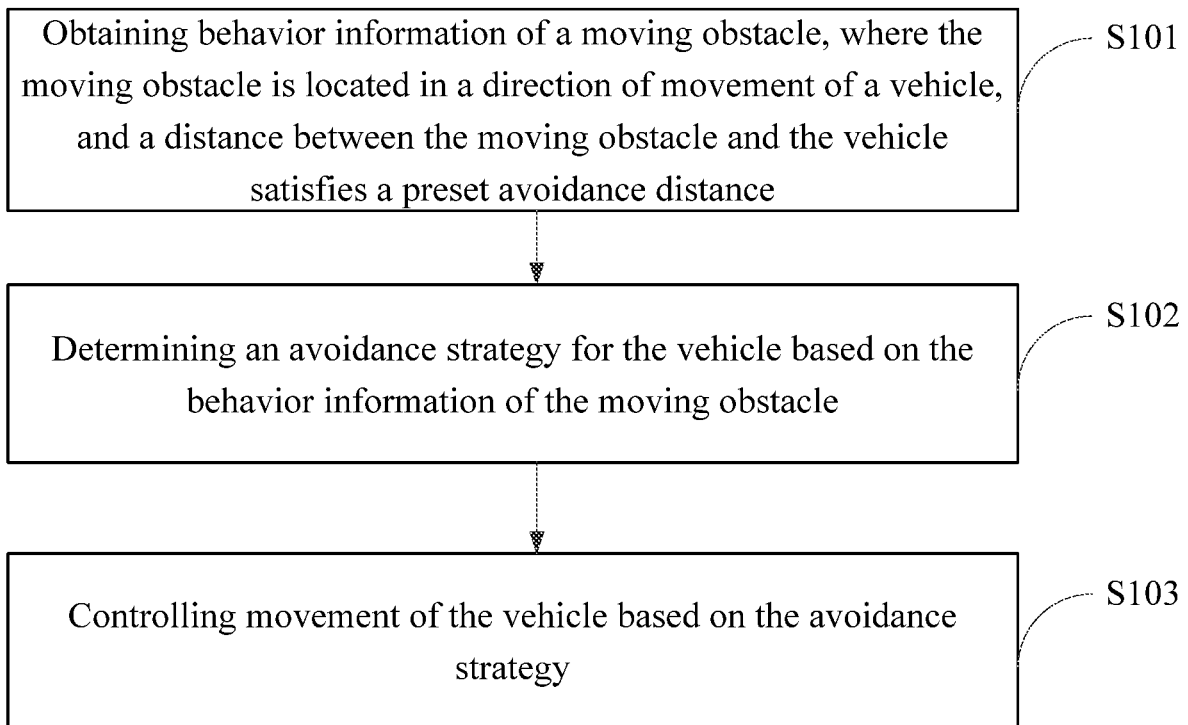 Obtaining behavior information of a moving obstacle, where the
moving obstacle is located in a direction of movement of a vehicle,
and a distance between the moving obstacle and the vehicle
satisfies a preset avoidance distance
S101
Determining an avoidance strategy for the vehicle based on the
behavior information of the moving obstacle
S102
Controlling movement of the vehicle based on the avoidance
strategy
S103